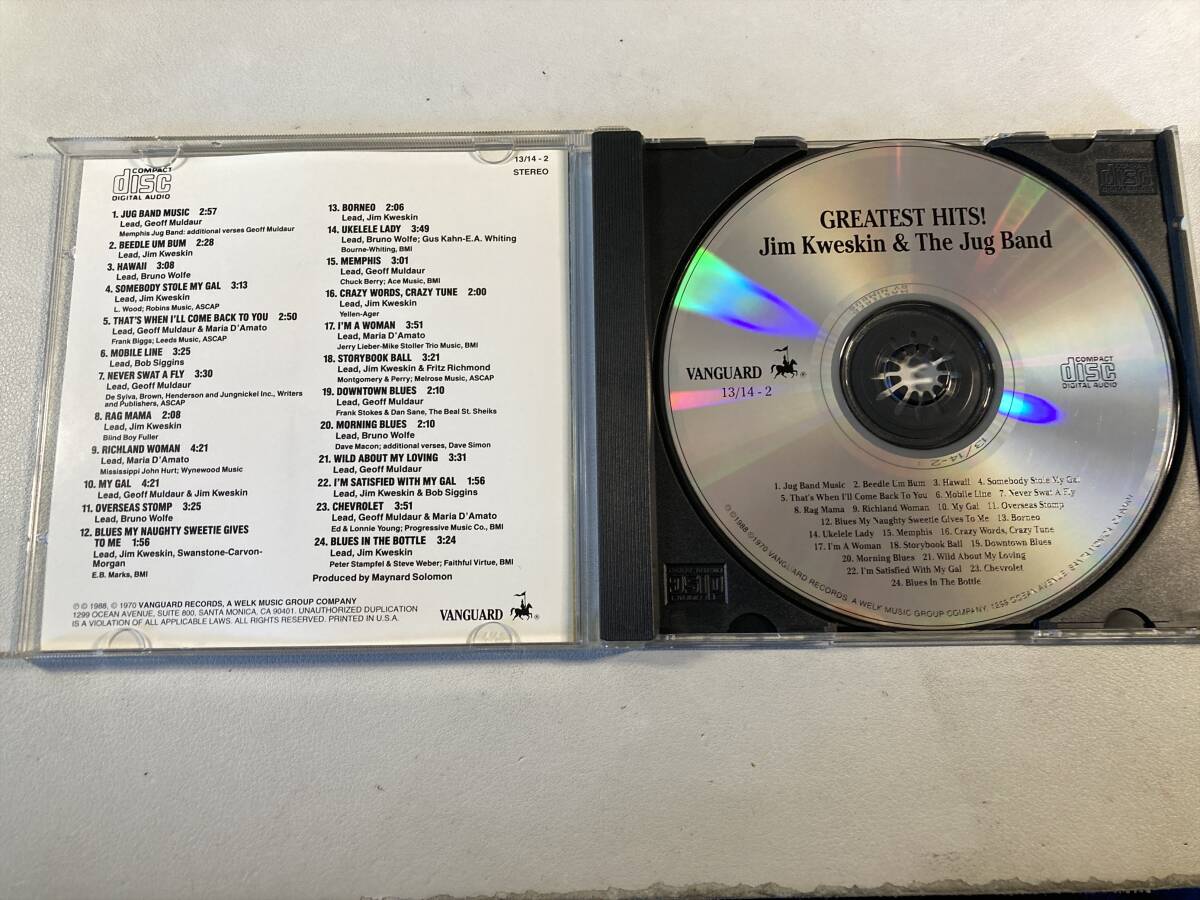 COMPACT
disc
DIGITAL AUDIO
13/14 - 2
STEREO
1. JUG BAND MUSIC 2:57
Lead, Geoff Muldaur
Memphis Jug Band: additional verses Geoff Muldaur
2. BEEDLE UM BUM 2:28
Lead, Jim Kweskin
3. HAWAII 3:08
Lead, Bruno Wolfe
4. SOMEBODY STOLE MY GAL 3:13
Lead, Jim Kweskin
L. Wood; Robins Music, ASCAP
5. THAT'S WHEN I'LL COME BACK TO YOU 2:50
Lead, Geoff Muldaur & Maria D'Amato
Frank Biggs; Leeds Music, ASCAP
6. MOBILE LINE 3:25
Lead, Bob Siggins
7. NEVER SWAT A FLY 3:30
Lead, Geoff Muldaur
De Sylva, Brown, Henderson and Jungnickel Inc., Writers
and Publishers, ASCAP
8. RAG MAMA 2:08
Lead, Jim Kweskin
Blind Boy Fuller
9. RICHLAND WOMAN 4:21
Lead, Maria D'Amato
Mississippi John Hurt; Wynewood Music
10. MY GAL 4:21
Lead, Geoff Muldaur & Jim Kweskin
11. OVERSEAS STOMP 3:25
Lead, Bruno Wolfe
12. BLUES MY NAUGHTY SWEETIE GIVES
TO ME 1:56
Lead, Jim Kweskin, Swanstone-Carvon-
Morgan
E.B. Marks, BMI
13. BORNEO 2:06
Lead, Jim Kweskin
14. UKELELE LADY 3:49
Lead, Bruno Wolfe; Gus Kahn-E.A. Whiting
Bourne-Whiting, BMI
15. MEMPHIS 3:01
Lead, Geoff Muldaur
Chuck Berry; Ace Music, BMI
16. CRAZY WORDS, CRAZY TUNE 2:00
Lead, Jim Kweskin
Yellen-Ager
17. I'M A WOMAN 3:51
Lead, Maria D'Amato
Jerry Lieber-Mike Stoller Trio Music, BMI
18. STORYBOOK BALL 3:21
Lead, Jim Kweskin & Fritz Richmond
Montgomery & Perry; Melrose Music, ASCAP
19. DOWNTOWN BLUES 2:10
Lead, Geoff Muldaur
Frank Stokes & Dan Sane, The Beal St. Sheiks
20. MORNING BLUES 2:10
Lead, Bruno Wolfe
Dave Macon; additional verses, Dave Simon
21. WILD ABOUT MY LOVING 3:31
Lead, Geoff Muldaur
22. I'M SATISFIED WITH MY GAL 1:56
Lead, Jim Kweskin & Bob Siggins
23. CHEVROLET 3:51
Lead, Geoff Muldaur & Maria D'Amato
Ed & Lonnie Young; Progressive Music Co., BMI
24. BLUES IN THE BOTTLE 3:24
Peter Stampfel & Steve Weber; Faithful Virtue, BMI
Produced by Maynard Solomon
℗ © 1988, © 1970 VANGUARD RECORDS, A WELK MUSIC GROUP COMPANY
1299 OCEAN AVENUE, SUITE 800, SANTA MONICA, CA 90401. UNAUTHORIZED DUPLICATION
IS A VIOLATION OF ALL APPLICABLE LAWS. ALL RIGHTS RESERVED. PRINTED IN U.S.A.
VANGUARD ®
GREATEST HITS!
Jim Kweskin & The Jug Band
VANGUARD ®
13/14 - 2
COMPACT
disc
DIGITAL AUDIO
13/14-2
1. Jug Band Music 2. Beedle Um Bum 3. Hawaii 4. Somebody Stole My Gal
5. That's When I'll Come Back To You 6. Mobile Line 7. Never Swat A Fly
8. Rag Mama 9. Richland Woman 10. My Gal 11. Overseas Stomp
12. Blues My Naughty Sweetie Gives To Me 13. Borneo
14. Ukelele Lady 15. Memphis 16. Crazy Words, Crazy Tune
17. I'm A Woman 18. Storybook Ball 19. Downtown Blues
20. Morning Blues 21. Wild About My Loving
22. I'm Satisfied With My Gal 23. Chevrolet
24. Blues In The Bottle
℗©1988 ©1970 VANGUARD RECORDS, A WELK MUSIC GROUP COMPANY, 1299 OCEAN AVENUE